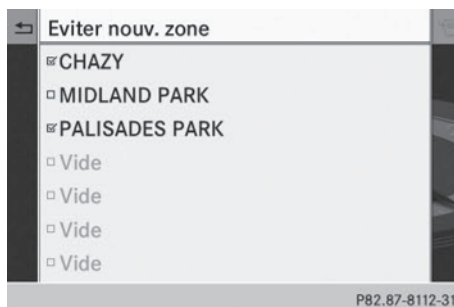 Eviter nouv. zone
CHAZY
MIDLAND PARK
PALISADES PARK
Vide
Vide
Vide
Vide
P82.87-8112-31